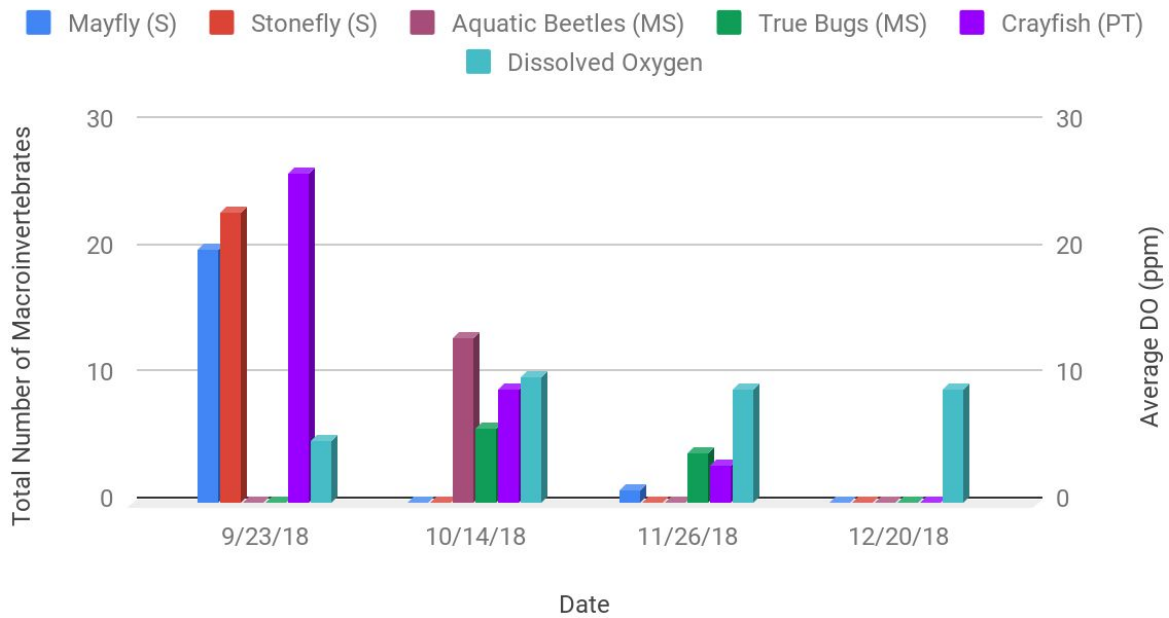 Mayfly (S) Stonefly (S) Aquatic Beetles (MS) True Bugs (MS) Crayfish (PT)
Dissolved Oxygen
Total Number of Macroinvertebrates
30
20
10
0
30
20
10
0
Average DO (ppm)
9/23/18 10/14/18 11/26/18 12/20/18
Date